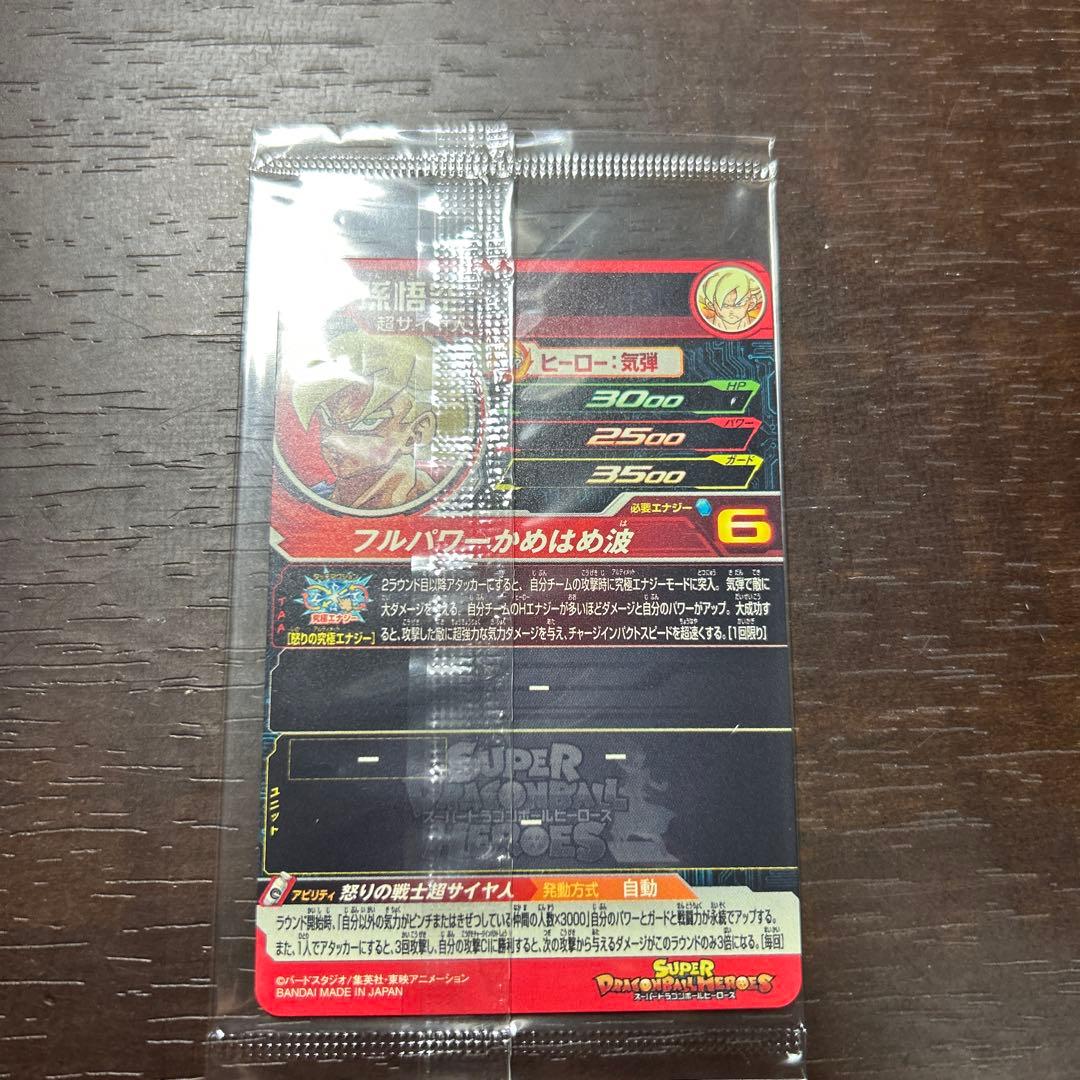 孫悟空
超サイヤ人
ヒーロー：気弾
HP
3000
パワー
2500
ガード
3500
必要エナジー 6
フルパワーかめはめ波
2ラウンド目以降アタッカーにすると、自分チームの攻撃時に究極エナジーモードに突入。気弾で敵に
大ダメージを与える。自分チームのHエナジーが多いほどダメージと自分のパワーがアップ。大成功す
ると、攻撃した敵に超強力な気力ダメージを与え、チャージインパクトスピードを超速くする。[1回限り]
究極エナジー
[怒りの究極エナジー]
ー
ー
ー
ー
ユニット
SUPER
DRAGONBALL
スーパードラゴンボールヒーローズ
HEROES
アビリティ 怒りの戦士超サイヤ人 発動方式 自動
ラウンド開始時、「自分以外の気力がピンチまたはきぜつしている仲間の人数×3000」自分のパワーとガードと戦闘力が永続でアップする。
また、1人でアタッカーにすると、3回攻撃し、自分の攻撃CIに勝利すると、次の攻撃から与えるダメージがこのラウンドのみ3倍になる。[毎回]
©バードスタジオ/集英社・東映アニメーション
BANDAI MADE IN JAPAN
SUPER
DRAGONBALL HEROES
スーパードラゴンボールヒーローズ